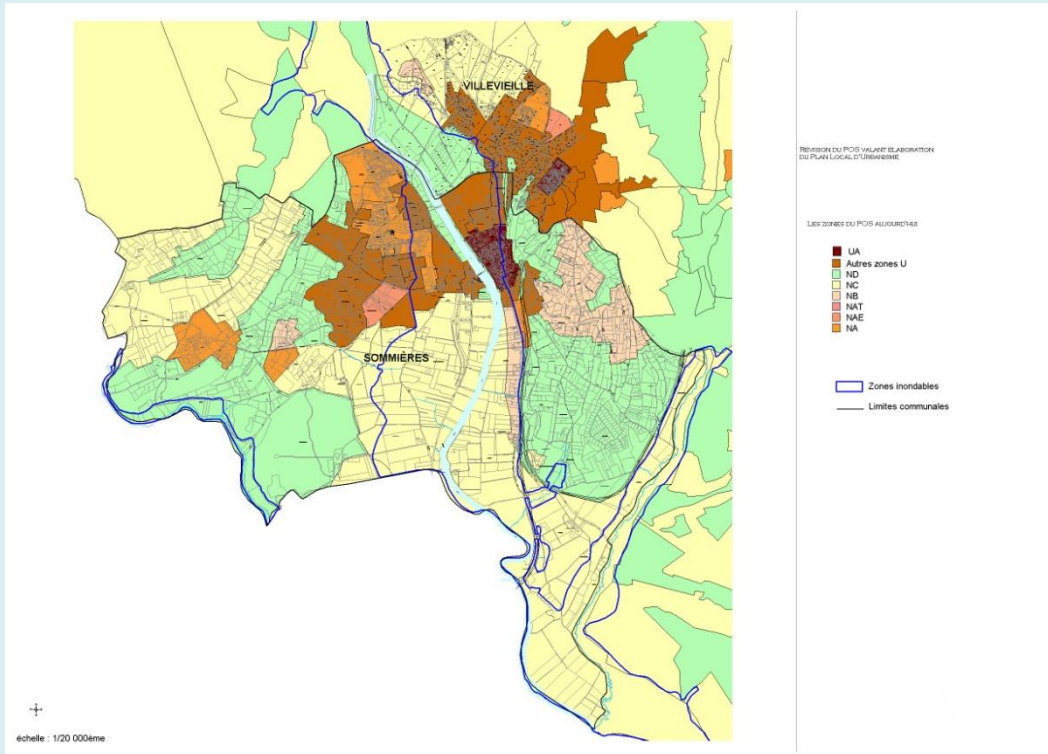 VILLEVIEILLE
SOMMIÈRES
échelle : 1/20 000ème
RÉVISION DU POS VALANT ÉLABORATION
DU PLAN LOCAL D'URBANISME
LES ZONES DU POS AUJOURD'HUI
UA
Autres zones U
ND
NC
NB
NAT
NAE
NA
Zones inondables
Limites communales